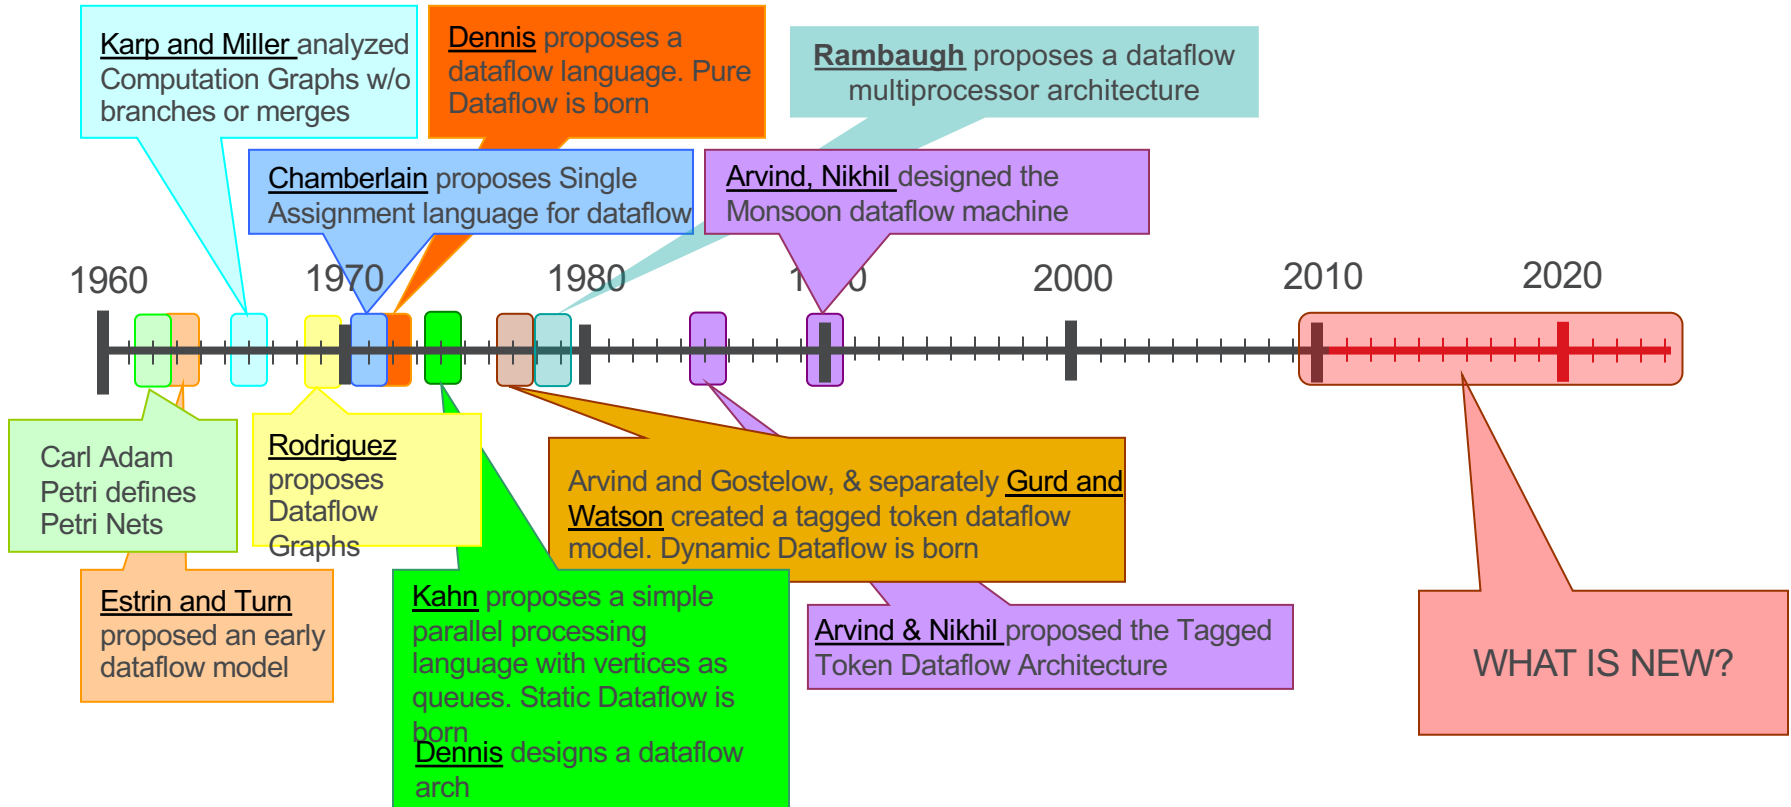 Karp and Miller analyzed
Computation Graphs w/o
branches or merges
Dennis proposes a
dataflow language. Pure
Dataflow is born
Rambaugh proposes a dataflow
multiprocessor architecture
Chamberlain proposes Single
Assignment language for dataflow
Arvind, Nikhil designed the
Monsoon dataflow machine
1960
1970
1980
2000
2010
2020
Carl Adam
Petri defines
Petri Nets
Rodriguez
proposes
Dataflow
Graphs
Arvind and Gostelow, & separately Gurd and
Watson created a tagged token dataflow
model. Dynamic Dataflow is born
Estrin and Turn
proposed an early
dataflow model
Kahn proposes a simple
parallel processing
language with vertices as
queues. Static Dataflow is
born
Dennis designs a dataflow
arch
Arvind & Nikhil proposed the Tagged
Token Dataflow Architecture
WHAT IS NEW?